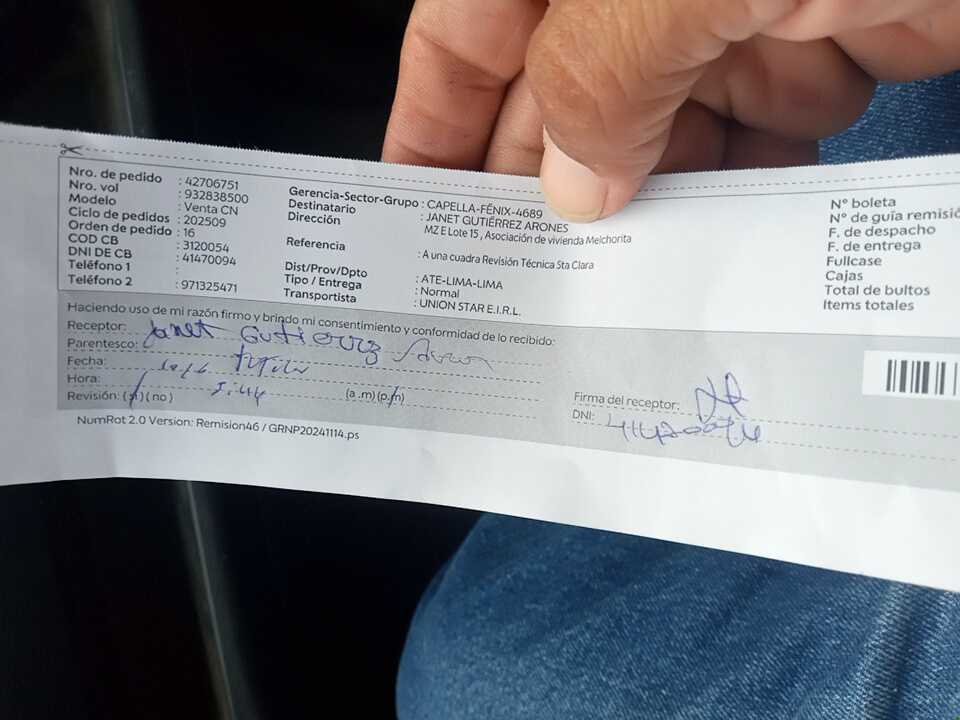 Nro. de pedido : 42706751
Nro. vol : 932838500
Modelo : Venta CN
Ciclo de pedidos : 202509
Orden de pedido : 16
COD CB : 3120054
DNI DE CB : 41470094
Teléfono 1 :
Teléfono 2 : 971325471
Gerencia-Sector-Grupo : CAPELLA-FÉNIX-4689
Destinatario : JANET GUTIÉRREZ ARONES
Dirección MZ E Lote 15 , Asociación de vivienda Melchorita
Referencia : A una cuadra Revisión Técnica Sta Clara
Dist/Prov/Dpto : ATE-LIMA-LIMA
Tipo / Entrega : Normal
Transportista : UNION STAR E.I.R.L.
N° boleta
N° de guía remisió
F. de despacho
F. de entrega
Fullcase
Cajas
Total de bultos
Items totales
Haciendo uso de mi razón firmo y brindo mi consentimiento y conformidad de lo recibido:
Receptor: Janet Gutierrez
Parentesco: titular
Fecha:
Hora: 5:44 (a .m) (p./m)
Revisión: (si) ( no )
Firma del receptor:
DNI:
NumRot 2.0 Version: Remision46 / GRNP20241114.ps